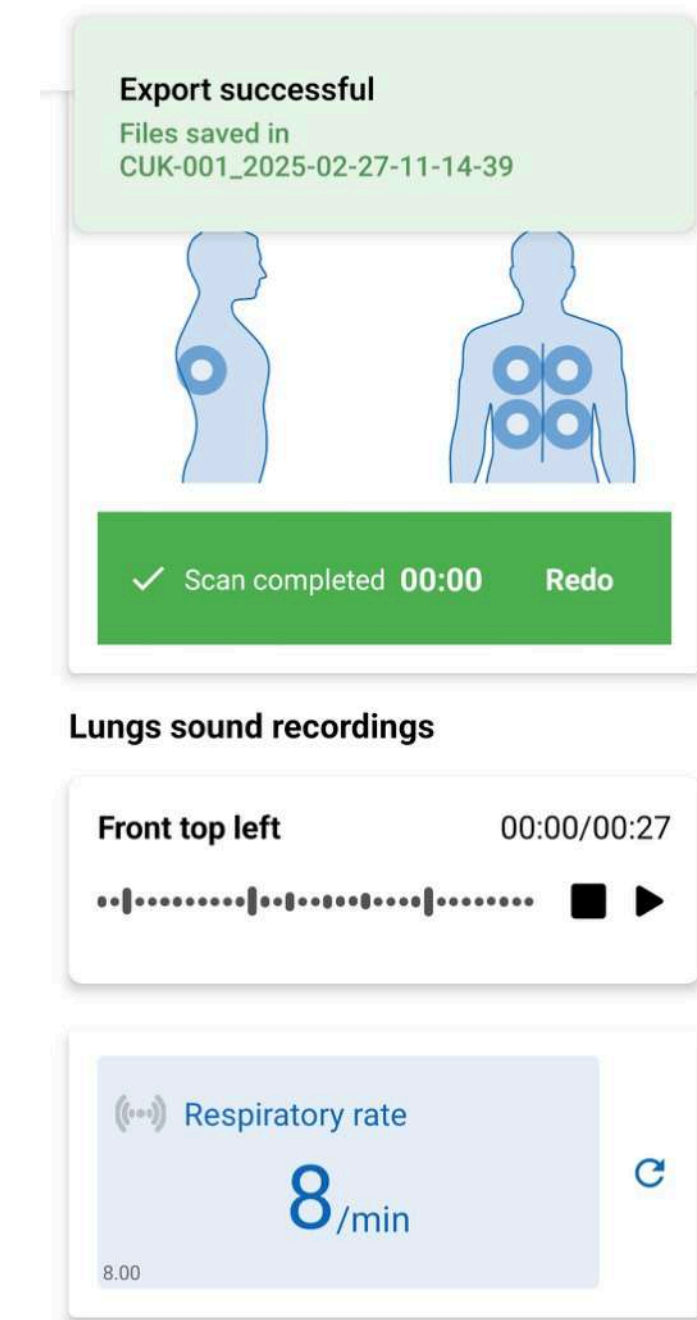 Export successful
Files saved in
CUK-001_2025-02-27-11-14-39
Scan completed 00:00 Redo
Lungs sound recordings
Front top left 00:00/00:27
Respiratory rate
8/min
8.00